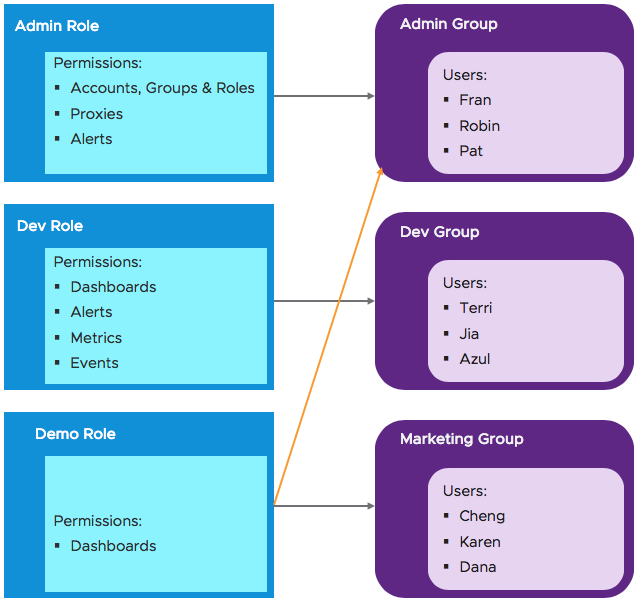 Admin Role
Permissions:
▪ Accounts, Groups & Roles
▪ Proxies
▪ Alerts
Admin Group
Users:
▪ Fran
▪ Robin
▪ Pat
Dev Role
Permissions:
▪ Dashboards
▪ Alerts
▪ Metrics
▪ Events
Dev Group
Users:
▪ Terri
▪ Jia
▪ Azul
Demo Role
Permissions:
▪ Dashboards
Marketing Group
Users:
▪ Cheng
▪ Karen
▪ Dana